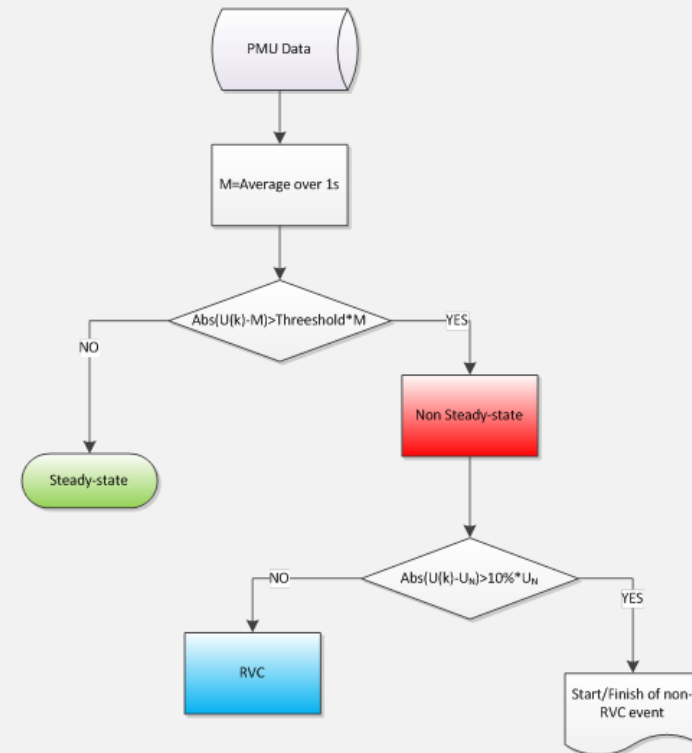 PMU Data
M=Average over 1s
Abs(U(k)-M)>Threeshold*M
YES
NO
Non Steady-state
Steady-state
Abs(U(k)-UN)>10%*UN
NO
YES
RVC
Start/Finish of non-
RVC event